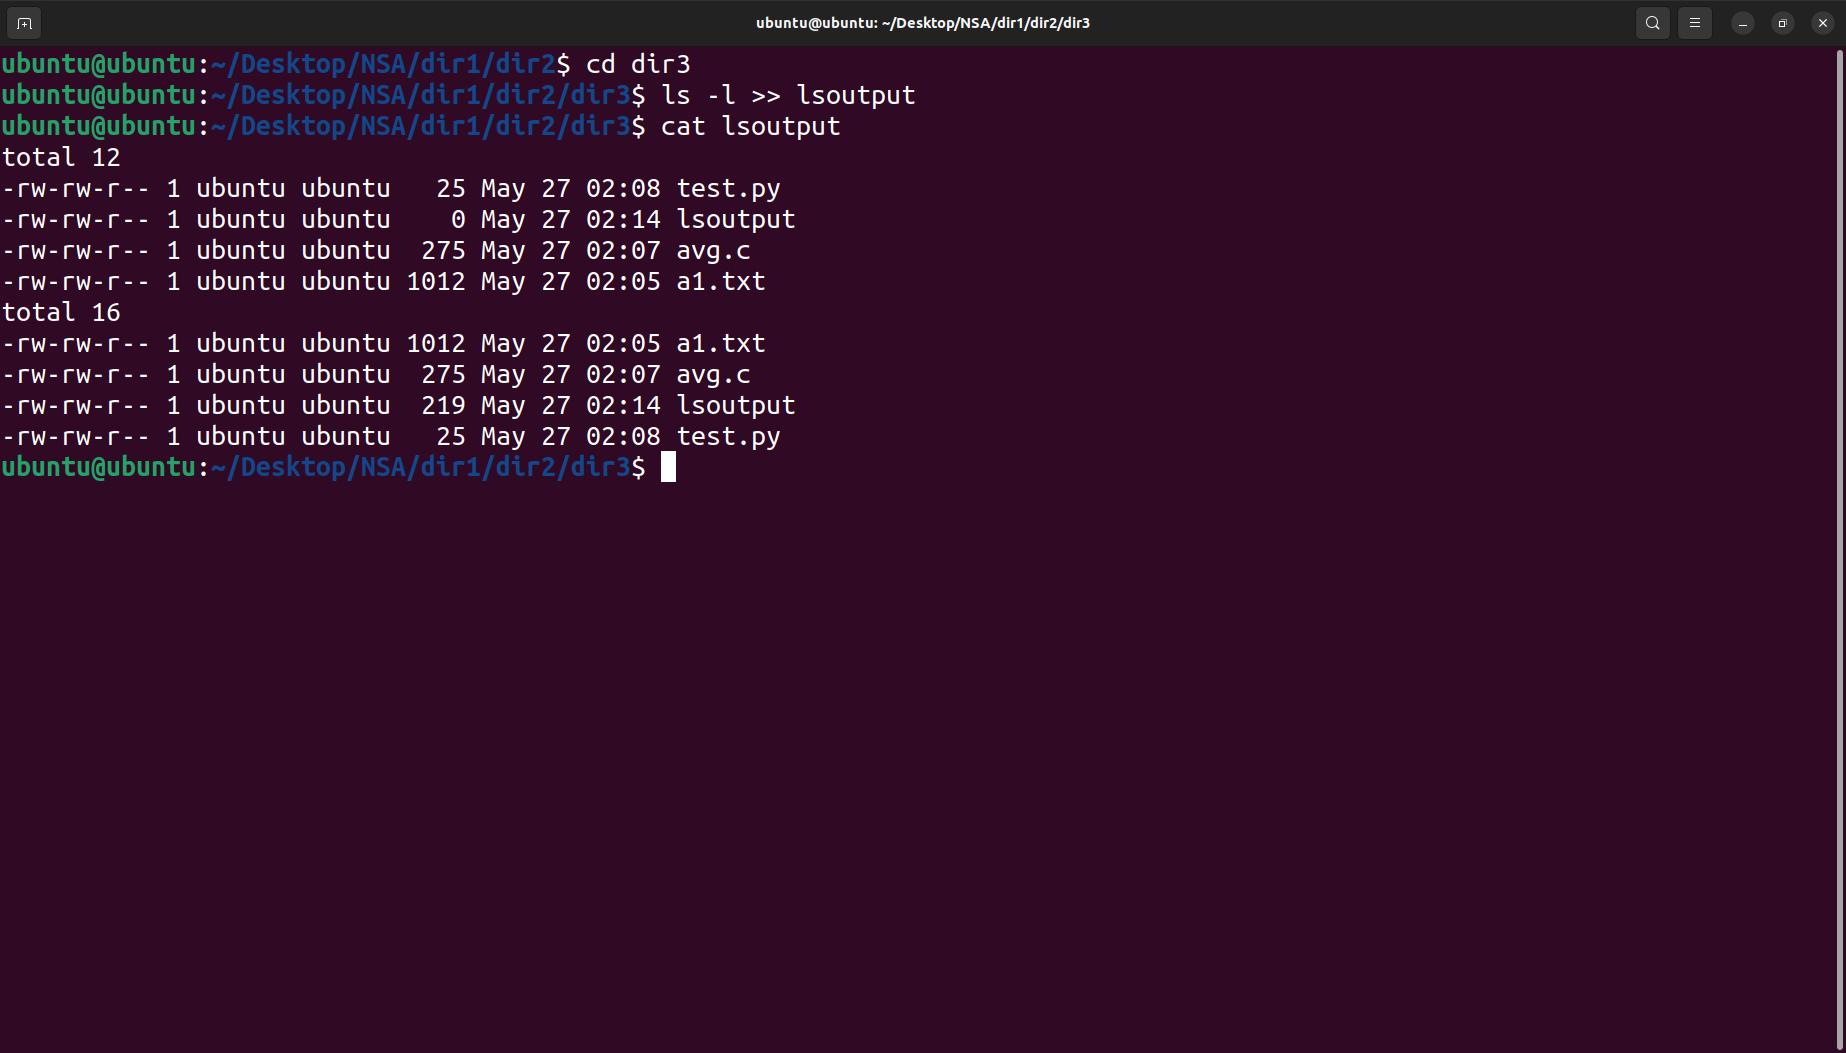 ubuntu@ubuntu: ~/Desktop/NSA/dir1/dir2/dir3
ubuntu@ubuntu:~/Desktop/NSA/dir1/dir2$ cd dir3
ubuntu@ubuntu:~/Desktop/NSA/dir1/dir2/dir3$ ls -l >> lsoutput
ubuntu@ubuntu:~/Desktop/NSA/dir1/dir2/dir3$ cat lsoutput
total 12
-rw-rw-r-- 1 ubuntu ubuntu   25 May 27 02:08 test.py
-rw-rw-r-- 1 ubuntu ubuntu    0 May 27 02:14 lsoutput
-rw-rw-r-- 1 ubuntu ubuntu  275 May 27 02:07 avg.c
-rw-rw-r-- 1 ubuntu ubuntu 1012 May 27 02:05 a1.txt
total 16
-rw-rw-r-- 1 ubuntu ubuntu 1012 May 27 02:05 a1.txt
-rw-rw-r-- 1 ubuntu ubuntu  275 May 27 02:07 avg.c
-rw-rw-r-- 1 ubuntu ubuntu  219 May 27 02:14 lsoutput
-rw-rw-r-- 1 ubuntu ubuntu   25 May 27 02:08 test.py
ubuntu@ubuntu:~/Desktop/NSA/dir1/dir2/dir3$